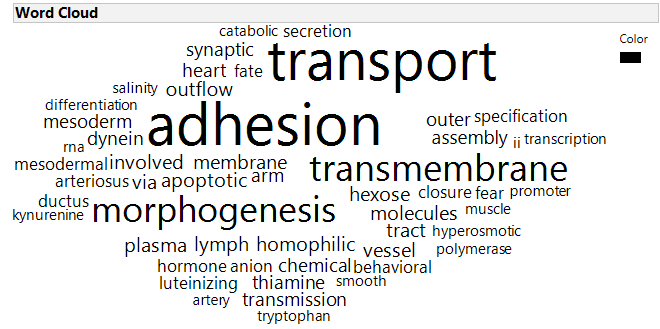 Word Cloud
Color
catabolic secretion
synaptic transport
heart fate
salinity outflow
differentiation
mesoderm adhesion outer specification
rna dynein assembly ii transcription
mesodermal involved membrane transmembrane
arteriosus via apoptotic arm
ductus hexose closure fear promoter
kynurenine morphogenesis molecules muscle
tract hyperosmotic
plasma lymph homophilic vessel polymerase
hormone anion chemical behavioral
luteinizing thiamine smooth
artery transmission
tryptophan